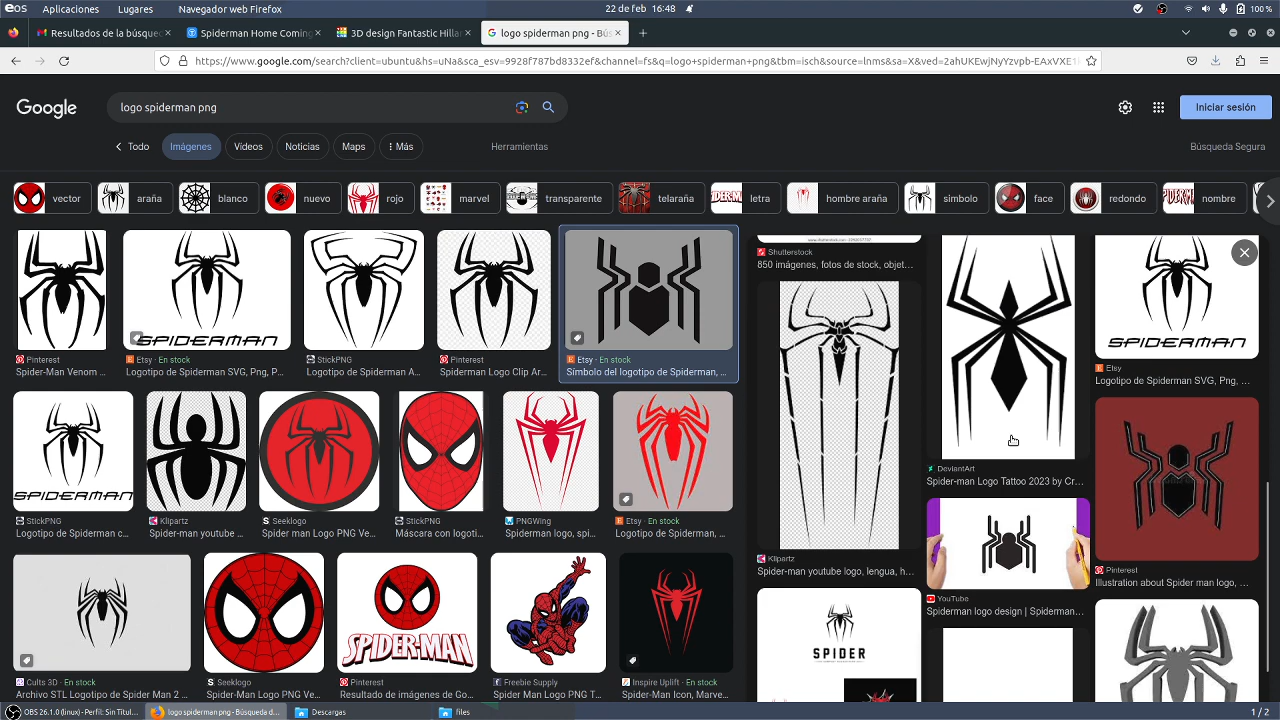 eos Aplicaciones Lugares Navegador web Firefox 22 de feb 16:48 100 %
Resultados de la búsque
Spiderman Home Coming
3D design Fantastic Hillar
logo spiderman png - Bús
https://www.google.com/search?client=ubuntu&hs=uNa&sca_esv=9928f787bd8332ef&channel=fs&q=logo+spiderman+png&tbm=isch&source=lnms&sa=X&ved=2ahUKEwjNyYzvpb-EAxVXE1
Google
logo spiderman png
Iniciar sesión
Todo Imágenes Videos Noticias Maps Más Herramientas Búsqueda Segura
vector araña blanco nuevo rojo marvel transparente telaraña letra hombre araña simbolo face redondo nombre
SPIDERMAN
Pinterest
Spider-Man Venom ...
Etsy · En stock
Logotipo de Spiderman SVG, Png, P...
StickPNG
Logotipo de Spiderman A...
Pinterest
Spiderman Logo Clip Ar...
Etsy · En stock
Símbolo del logotipo de Spiderman, ...
SPIDERMAN
StickPNG
Logotipo de Spiderman c...
Klipartz
Spider-man youtube ...
Seeklogo
Spider man Logo PNG Ve...
StickPNG
Máscara con logoti...
PNGWing
Spiderman logo, spi...
Etsy · En stock
Logotipo de Spiderman, ...
SPIDER-MAN
Cults 3D · En stock
Archivo STL Logotipo de Spider Man 2 ...
Seeklogo
Spider-Man Logo PNG Ve...
Pinterest
Resultado de imágenes de Go...
Freebie Supply
Spider Man Logo PNG T...
Inspire Uplift · En stock
Spider-Man Icon, Marve...
Shutterstock
850 imágenes, fotos de stock, objet...
Klipartz
Spider-man youtube logo, lengua, h...
SPIDER
DeviantArt
Spider-man Logo Tattoo 2023 by Cr...
YouTube
Spiderman logo design | Spiderman...
SPIDERMAN
Etsy
Logotipo de Spiderman SVG, Png, ...
Pinterest
Illustration about Spider man logo, ...
OBS 26.1.0 (linux) - Perfil: Sin Titul...
logo spiderman png - Búsqueda d...
Descargas
files
1 / 2